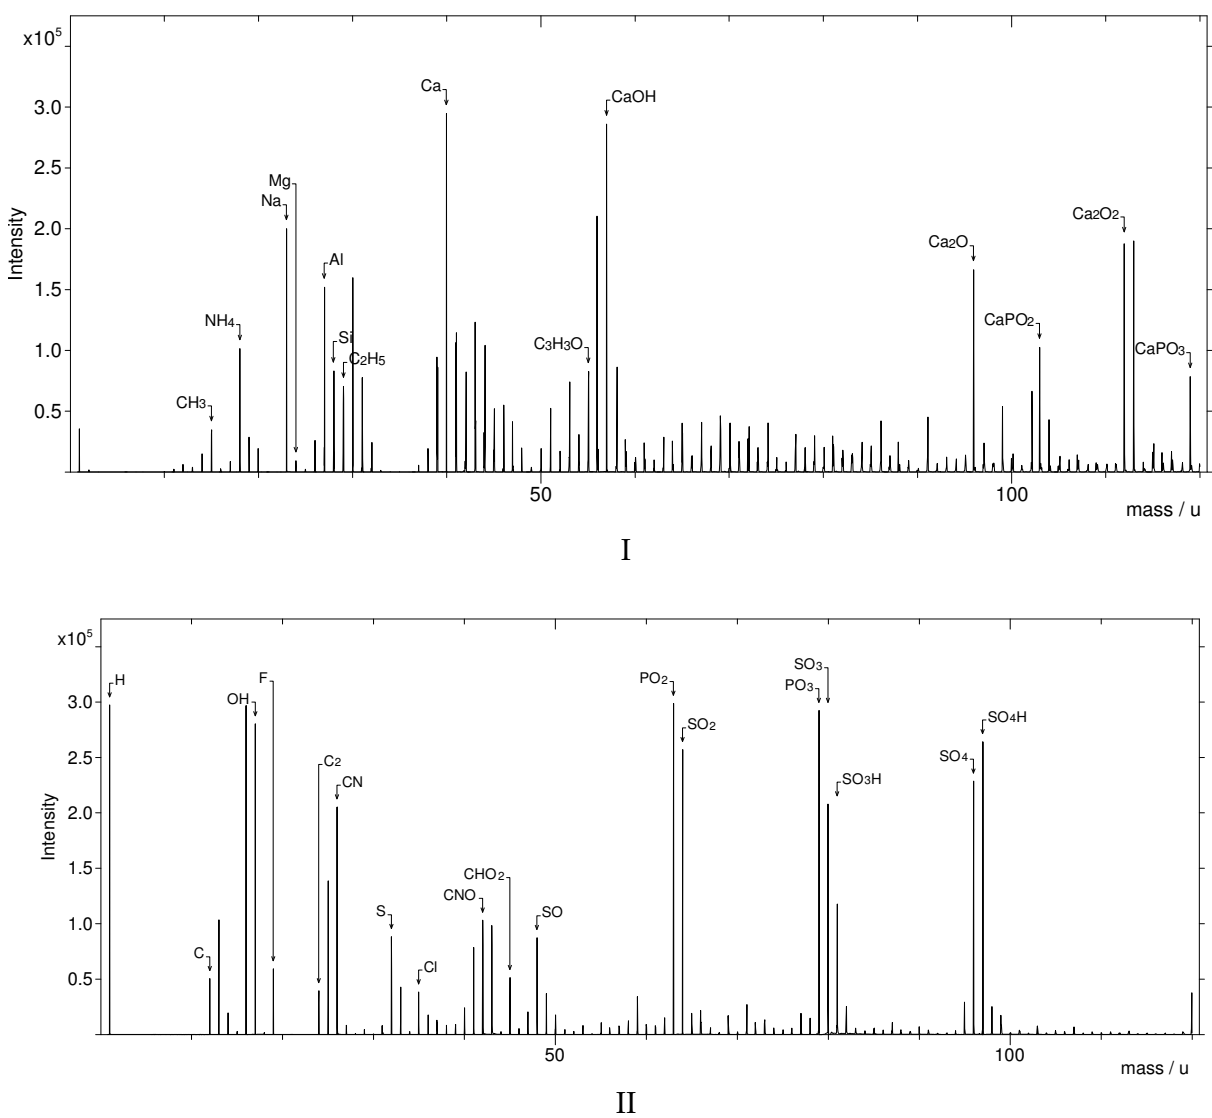 x10⁵
Ca
CaOH
3.0
2.5
Mg
Na
Ca2O2
2.0
Ca2O
Al
1.5
NH4
CaPO2
Si
C3H3O
CaPO3
C2H5
1.0
CH3
0.5
Intensity
50
100
mass / u
I
x10⁵
H
F
SO3
PO2
PO3
OH
3.0
SO4H
SO2
2.5
C2
SO4
CN
SO3H
2.0
1.5
CHO2
CNO
S
SO
1.0
C
Cl
0.5
Intensity
50
100
mass / u
II